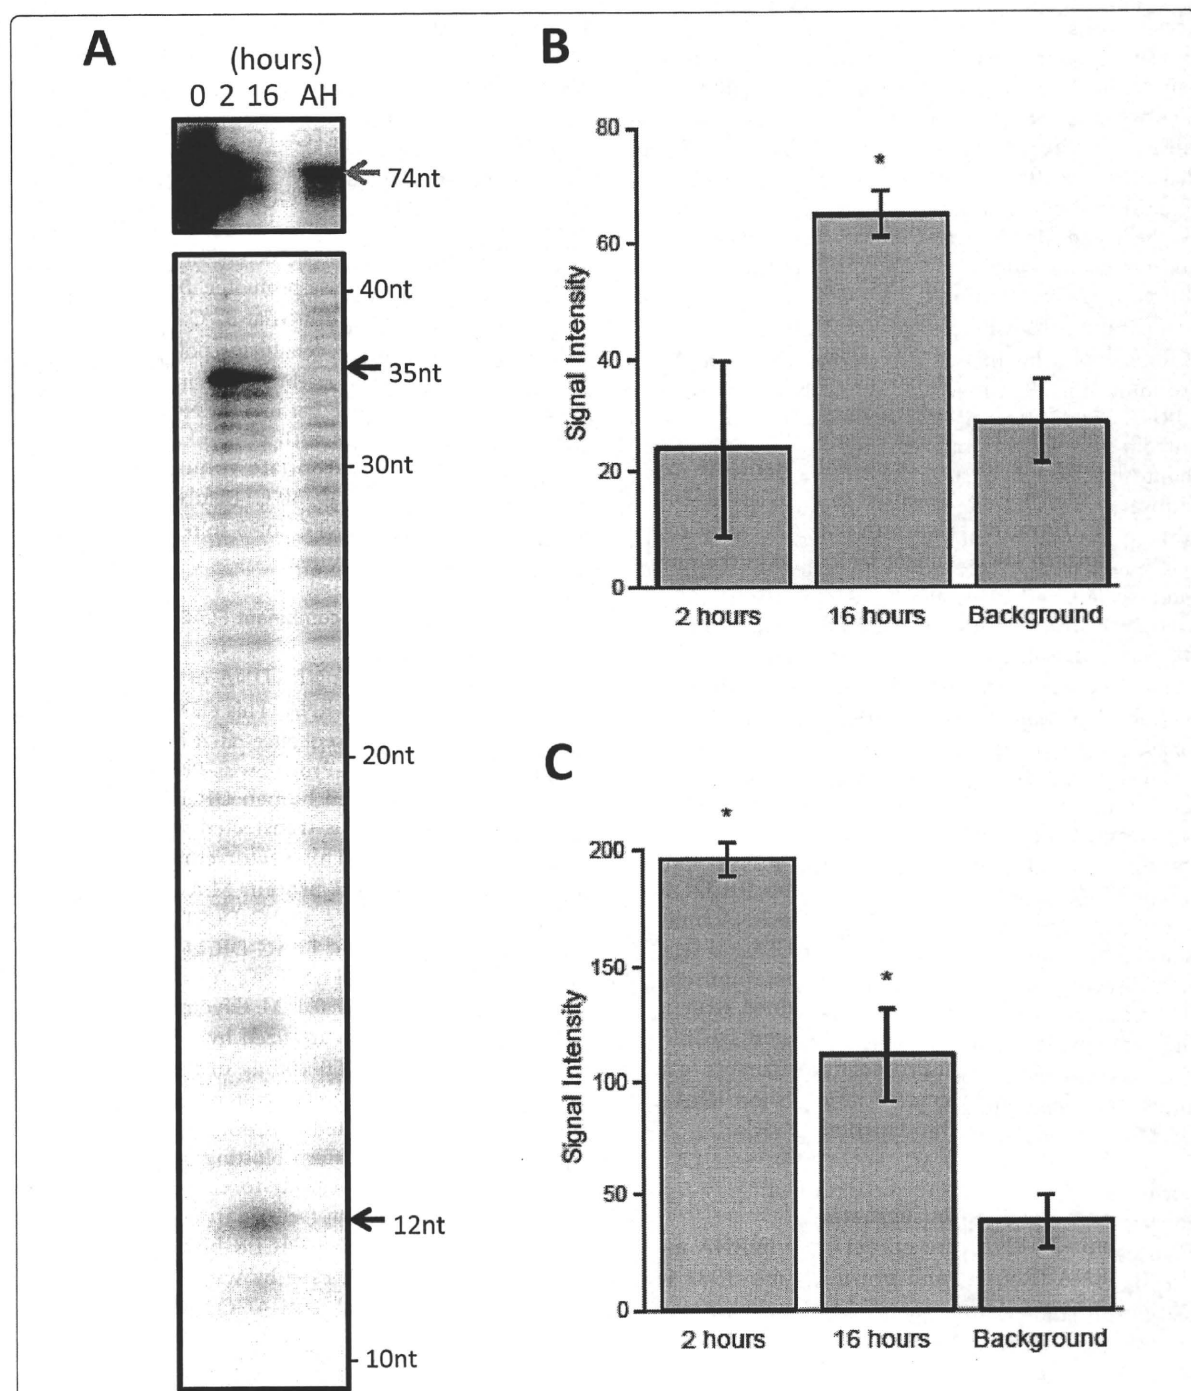 A
(hours)
0 2 16 AH
74nt
40nt
35nt
30nt
20nt
12nt
10nt
B
80
60
40
20
0
Signal Intensity
*
2 hours 16 hours Background
C
200
150
100
50
0
Signal Intensity
*
*
2 hours 16 hours Background